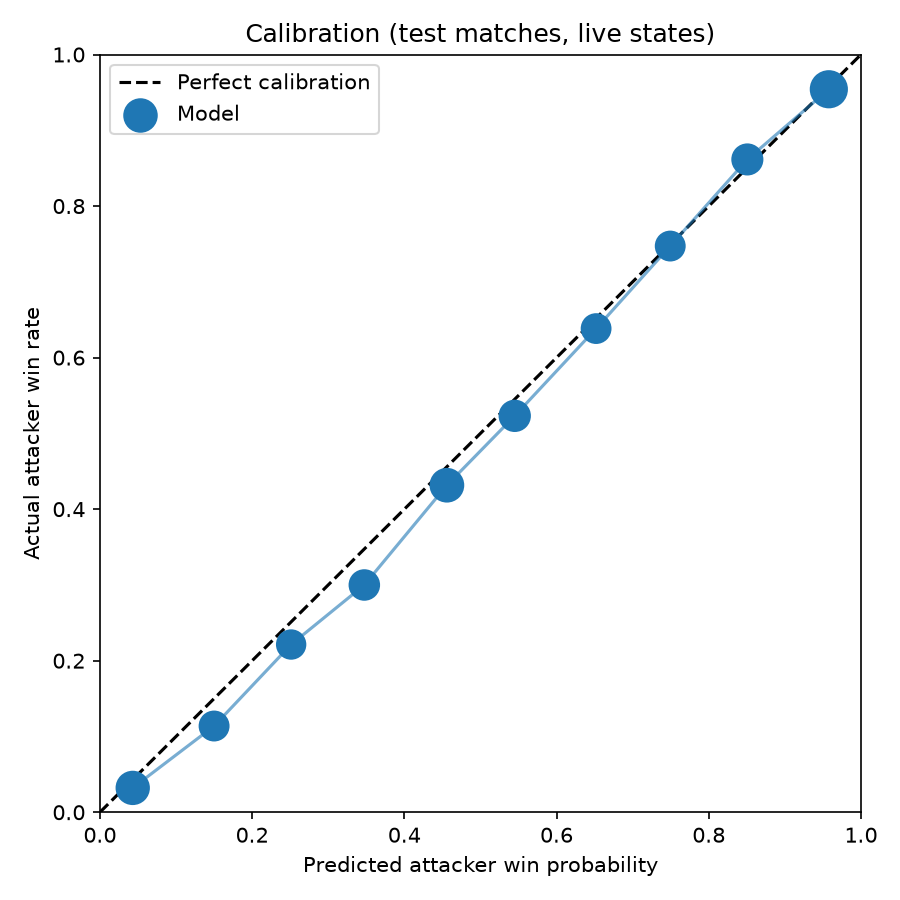 Calibration (test matches, live states)
Perfect calibration
Model
1.0
0.8
0.6
0.4
0.2
0.0
Actual attacker win rate
0.0 0.2 0.4 0.6 0.8 1.0
Predicted attacker win probability